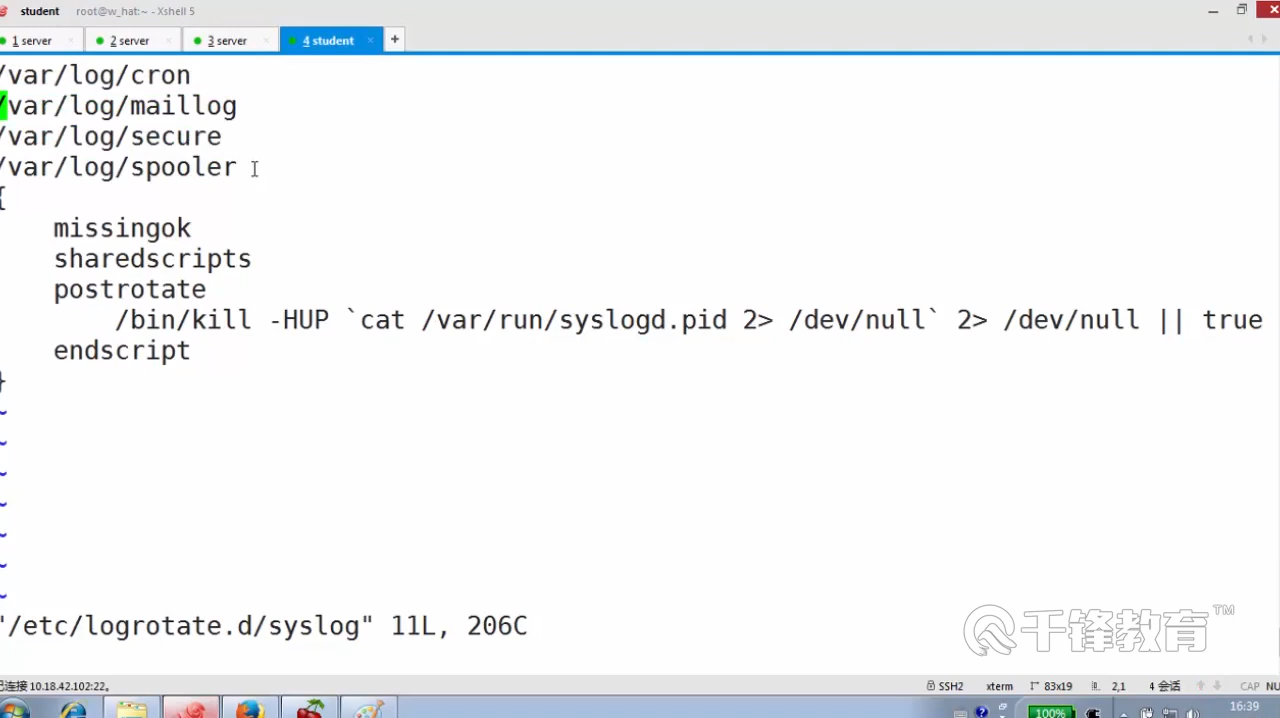 student root@w_hat:~ - Xshell 5
1 server 2 server 3 server 4 student +
/var/log/cron
/var/log/maillog
/var/log/secure
/var/log/spooler
{
missingok
sharedscripts
postrotate
/bin/kill -HUP `cat /var/run/syslogd.pid 2> /dev/null` 2> /dev/null || true
endscript
}
~
~
~
~
~
~
~
"/etc/logrotate.d/syslog" 11L, 206C
千锋教育™
已连接 10.18.42.102:22。 SSH2 xterm 83x19 2,1 4 会话 CAP NU
100% 16:39